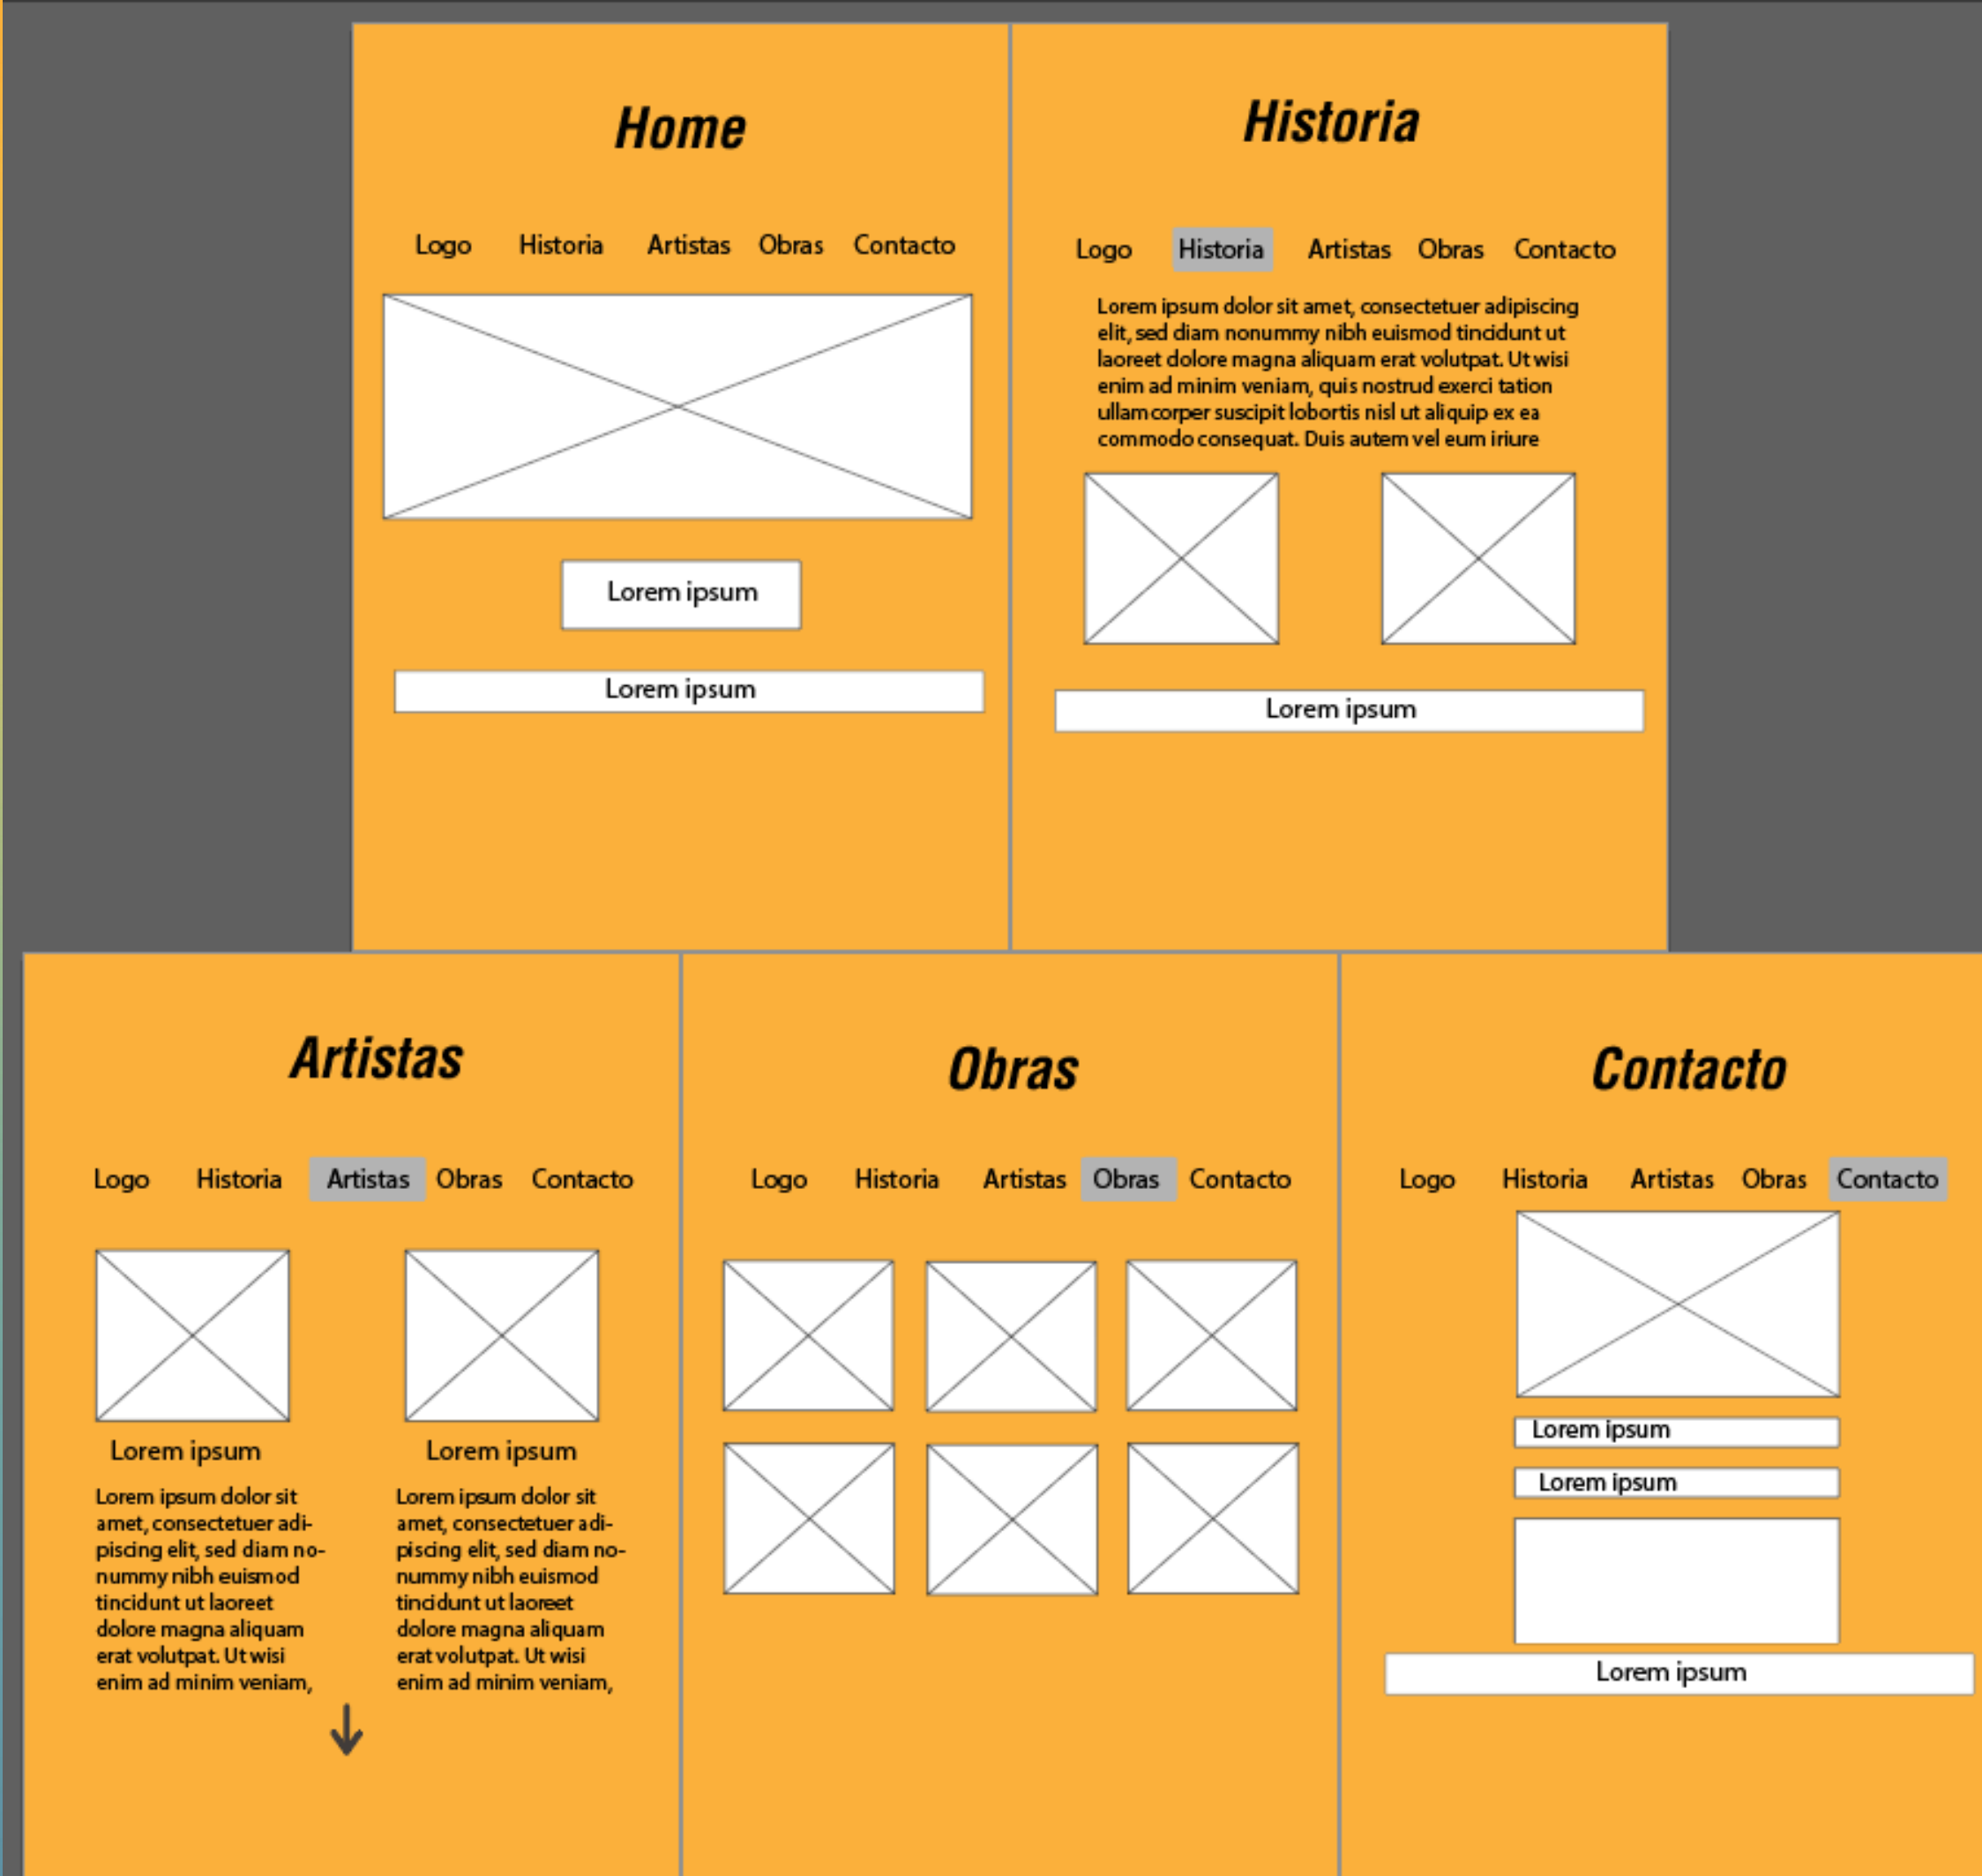 Home
Logo Historia Artistas Obras Contacto
Lorem ipsum
Lorem ipsum
Historia
Logo Historia Artistas Obras Contacto
Lorem ipsum dolor sit amet, consectetuer adipiscing
elit, sed diam nonummy nibh euismod tincidunt ut
laoreet dolore magna aliquam erat volutpat. Ut wisi
enim ad minim veniam, quis nostrud exerci tation
ullamcorper suscipit lobortis nisl ut aliquip ex ea
commodo consequat. Duis autem vel eum iriure
Lorem ipsum
Artistas
Logo Historia Artistas Obras Contacto
Lorem ipsum
Lorem ipsum dolor sit
amet, consectetuer adi-
piscing elit, sed diam no-
nummy nibh euismod
tincidunt ut laoreet
dolore magna aliquam
erat volutpat. Ut wisi
enim ad minim veniam,
Lorem ipsum
Lorem ipsum dolor sit
amet, consectetuer adi-
piscing elit, sed diam no-
nummy nibh euismod
tincidunt ut laoreet
dolore magna aliquam
erat volutpat. Ut wisi
enim ad minim veniam,
Obras
Logo Historia Artistas Obras Contacto
Contacto
Logo Historia Artistas Obras Contacto
Lorem ipsum
Lorem ipsum
Lorem ipsum